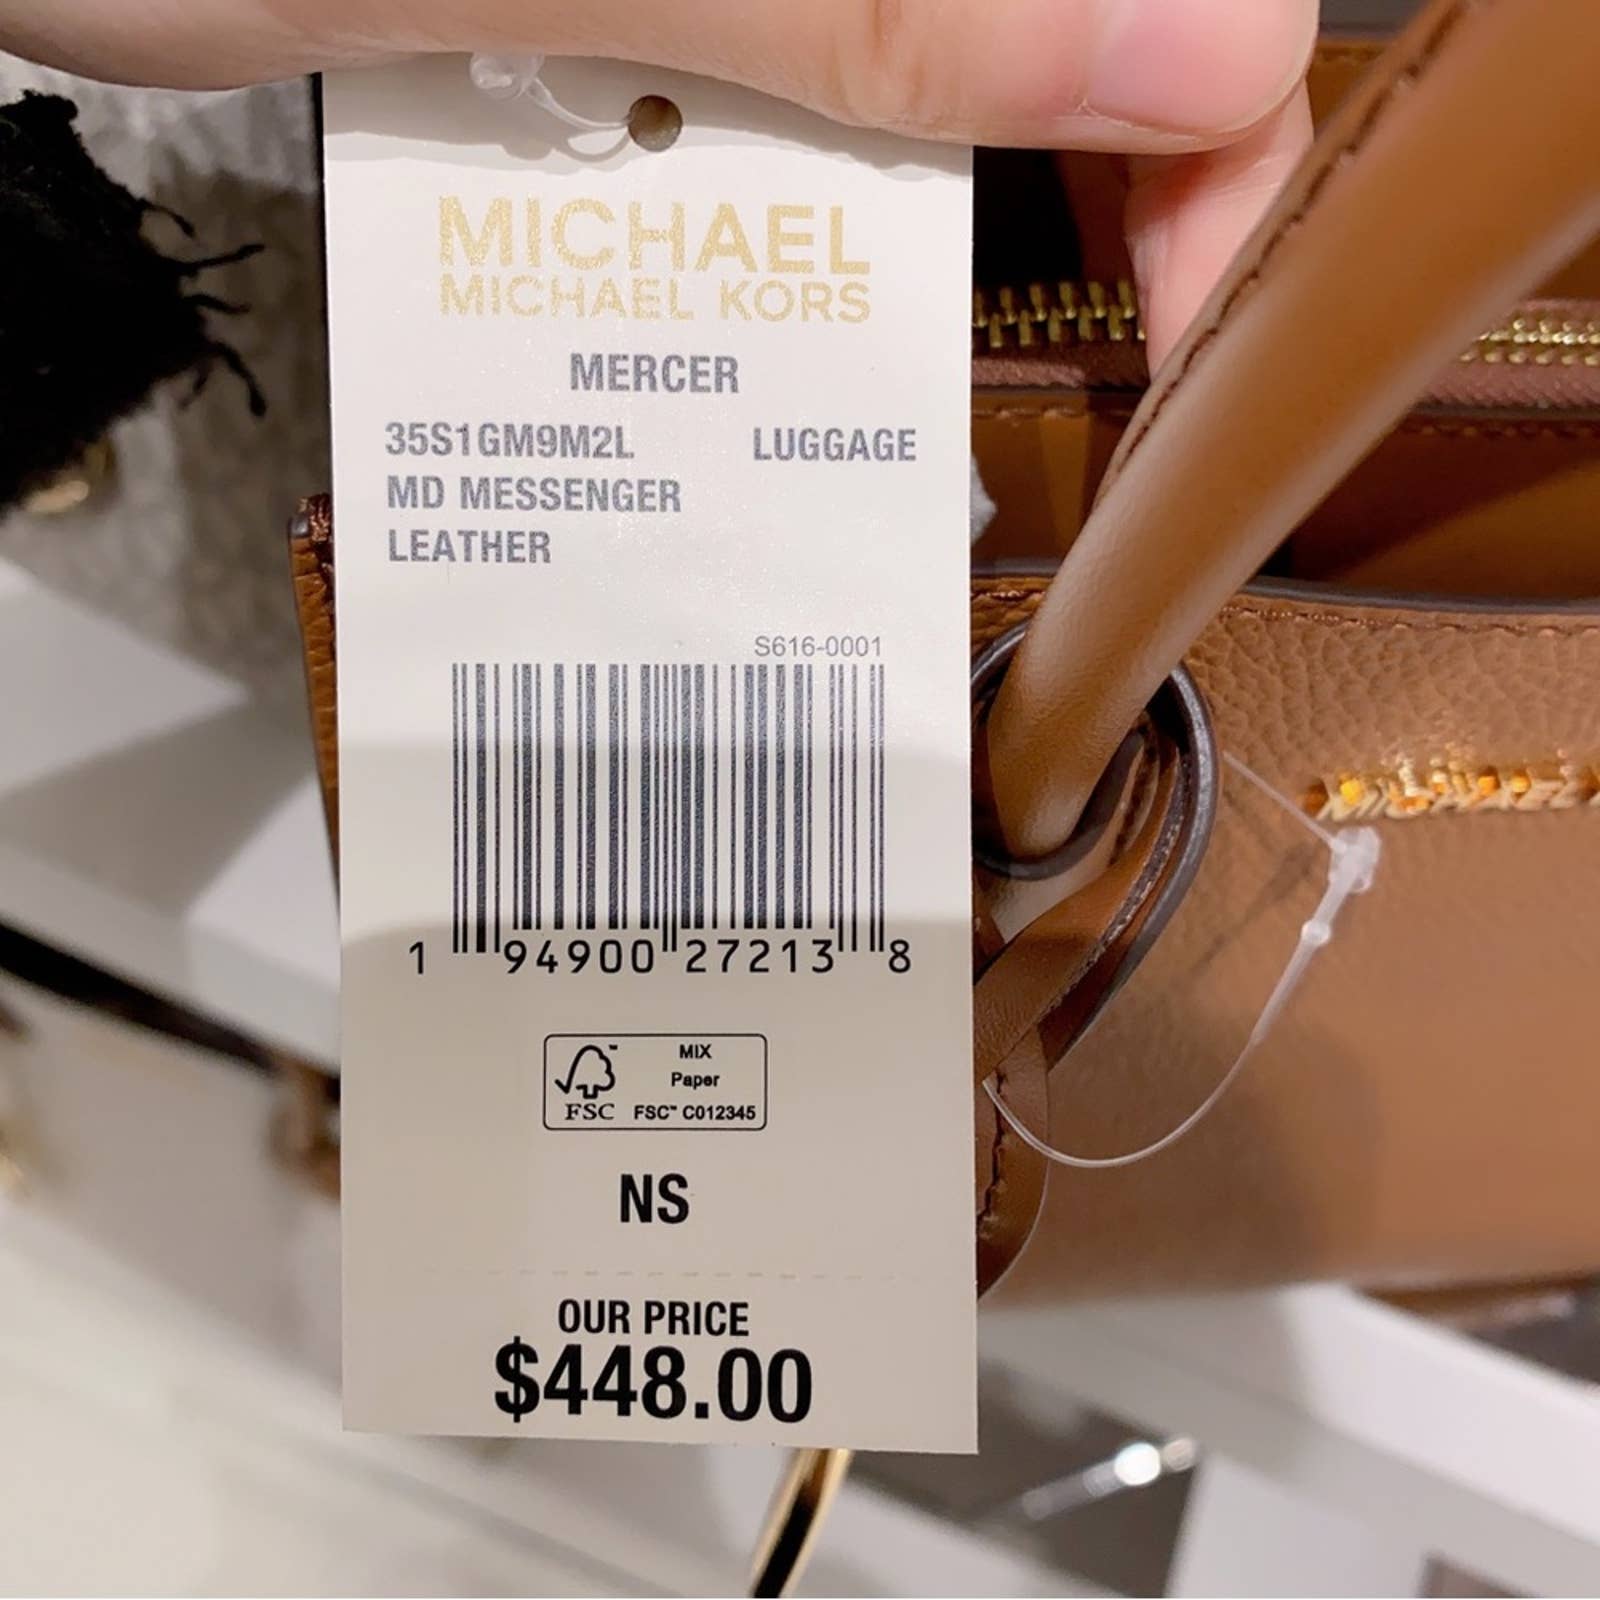 MICHAEL
MICHAEL KORS
MERCER
35S1GM9M2L LUGGAGE
MD MESSENGER
LEATHER
S616-0001
1 94900 27213 8
MIX
Paper
FSC™ C012345
FSC
NS
OUR PRICE
$448.00
MICHAEL